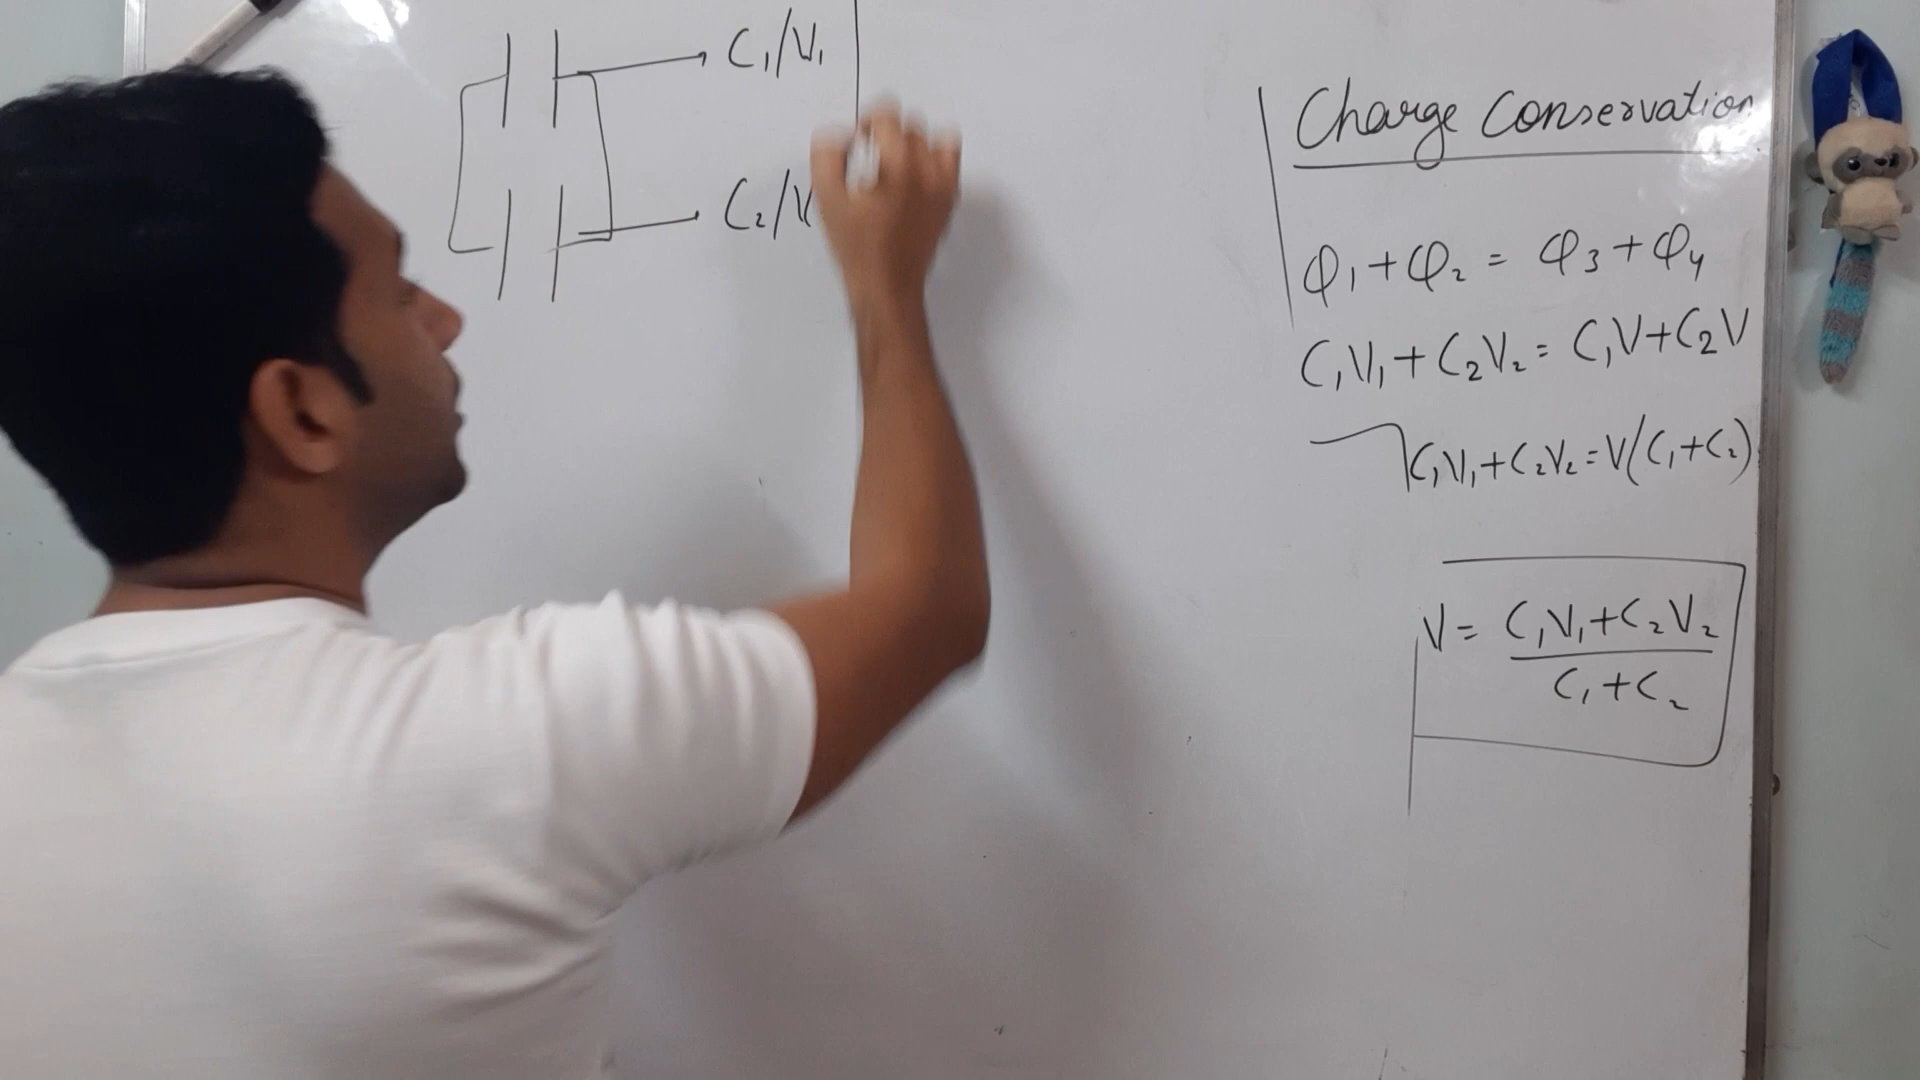 C₁/V₁
C₂/V
Charge Conservation
Q₁+Q₂ = Q₃+Q₄
C₁V₁+C₂V₂ = C₁V+C₂V
C₁V₁+C₂V₂=V(C₁+C₂)
V= C₁V₁+C₂V₂
C₁+C₂